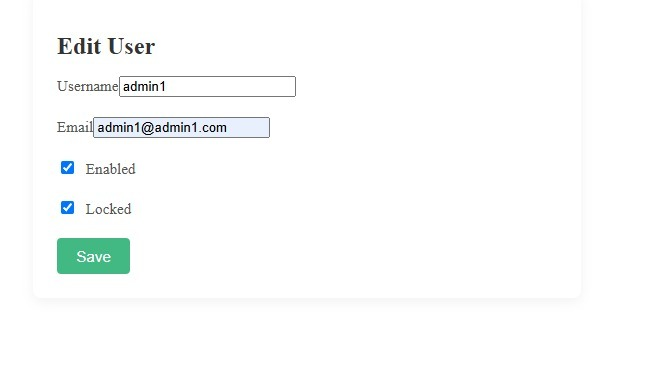 Edit User
Username admin1
Email admin1@admin1.com
Enabled
Locked
Save